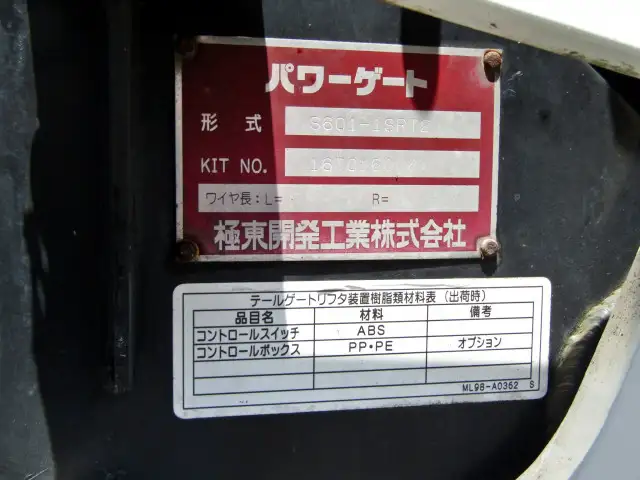 パワーゲート
形式 S601-1SRT2
KIT NO.
ワイヤ長:L= R=
極東開発工業株式会社
テールゲートリフタ装置樹脂類材料表(出荷時)
品目名 材料 備考
コントロールスイッチ ABS
コントロールボックス PP・PE オプション
ML98-A0362 S